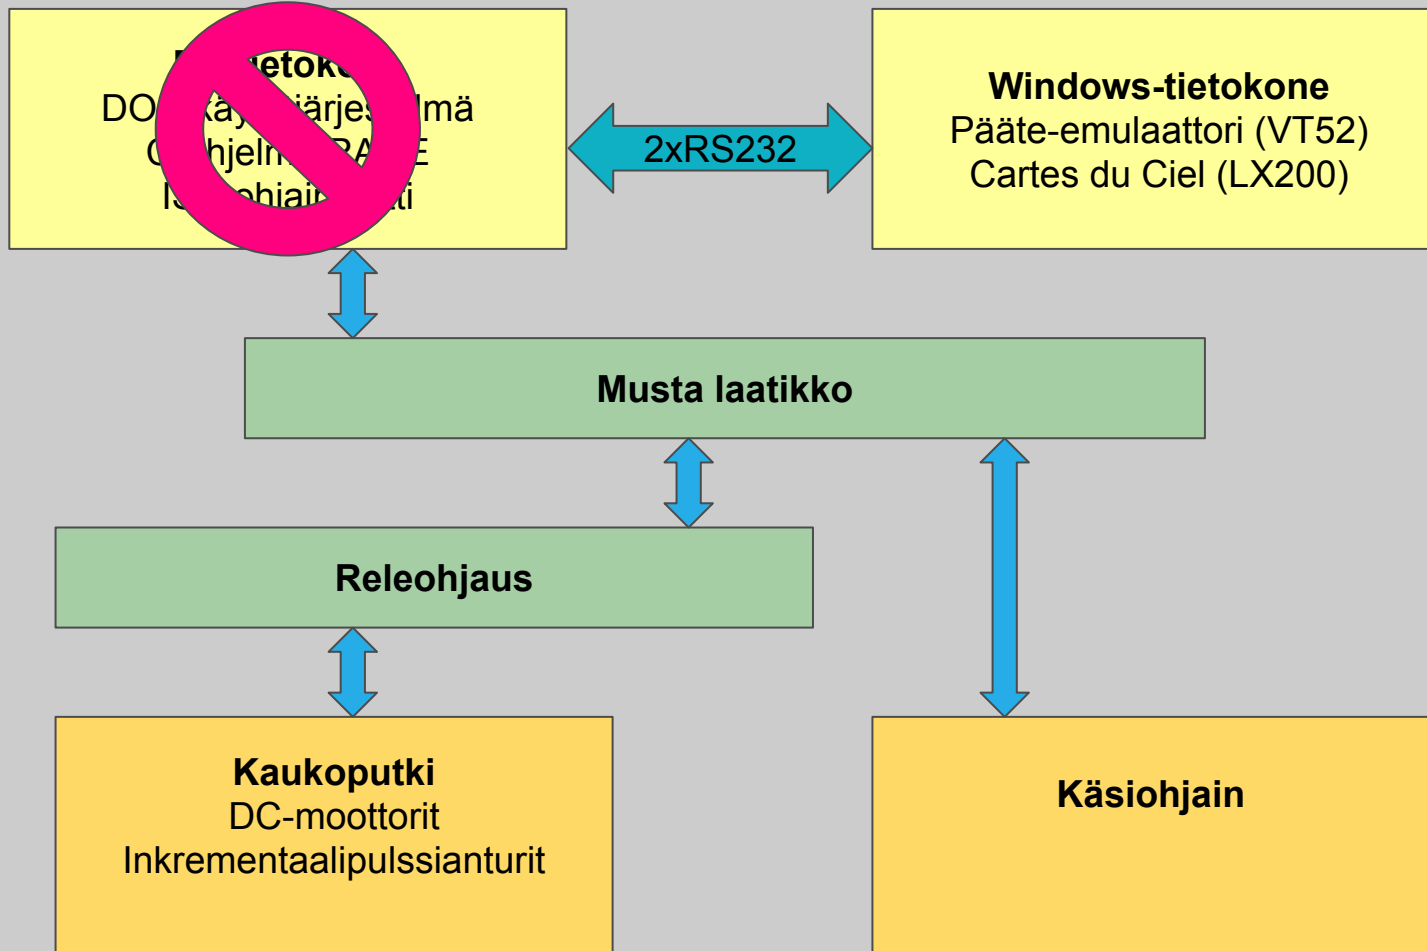 2xRS232
Windows-tietokone
Pääte-emulaattori (VT52)
Cartes du Ciel (LX200)
Musta laatikko
Releohjaus
Kaukoputki
DC-moottorit
Inkrementaalipulssianturit
Käsiohjain